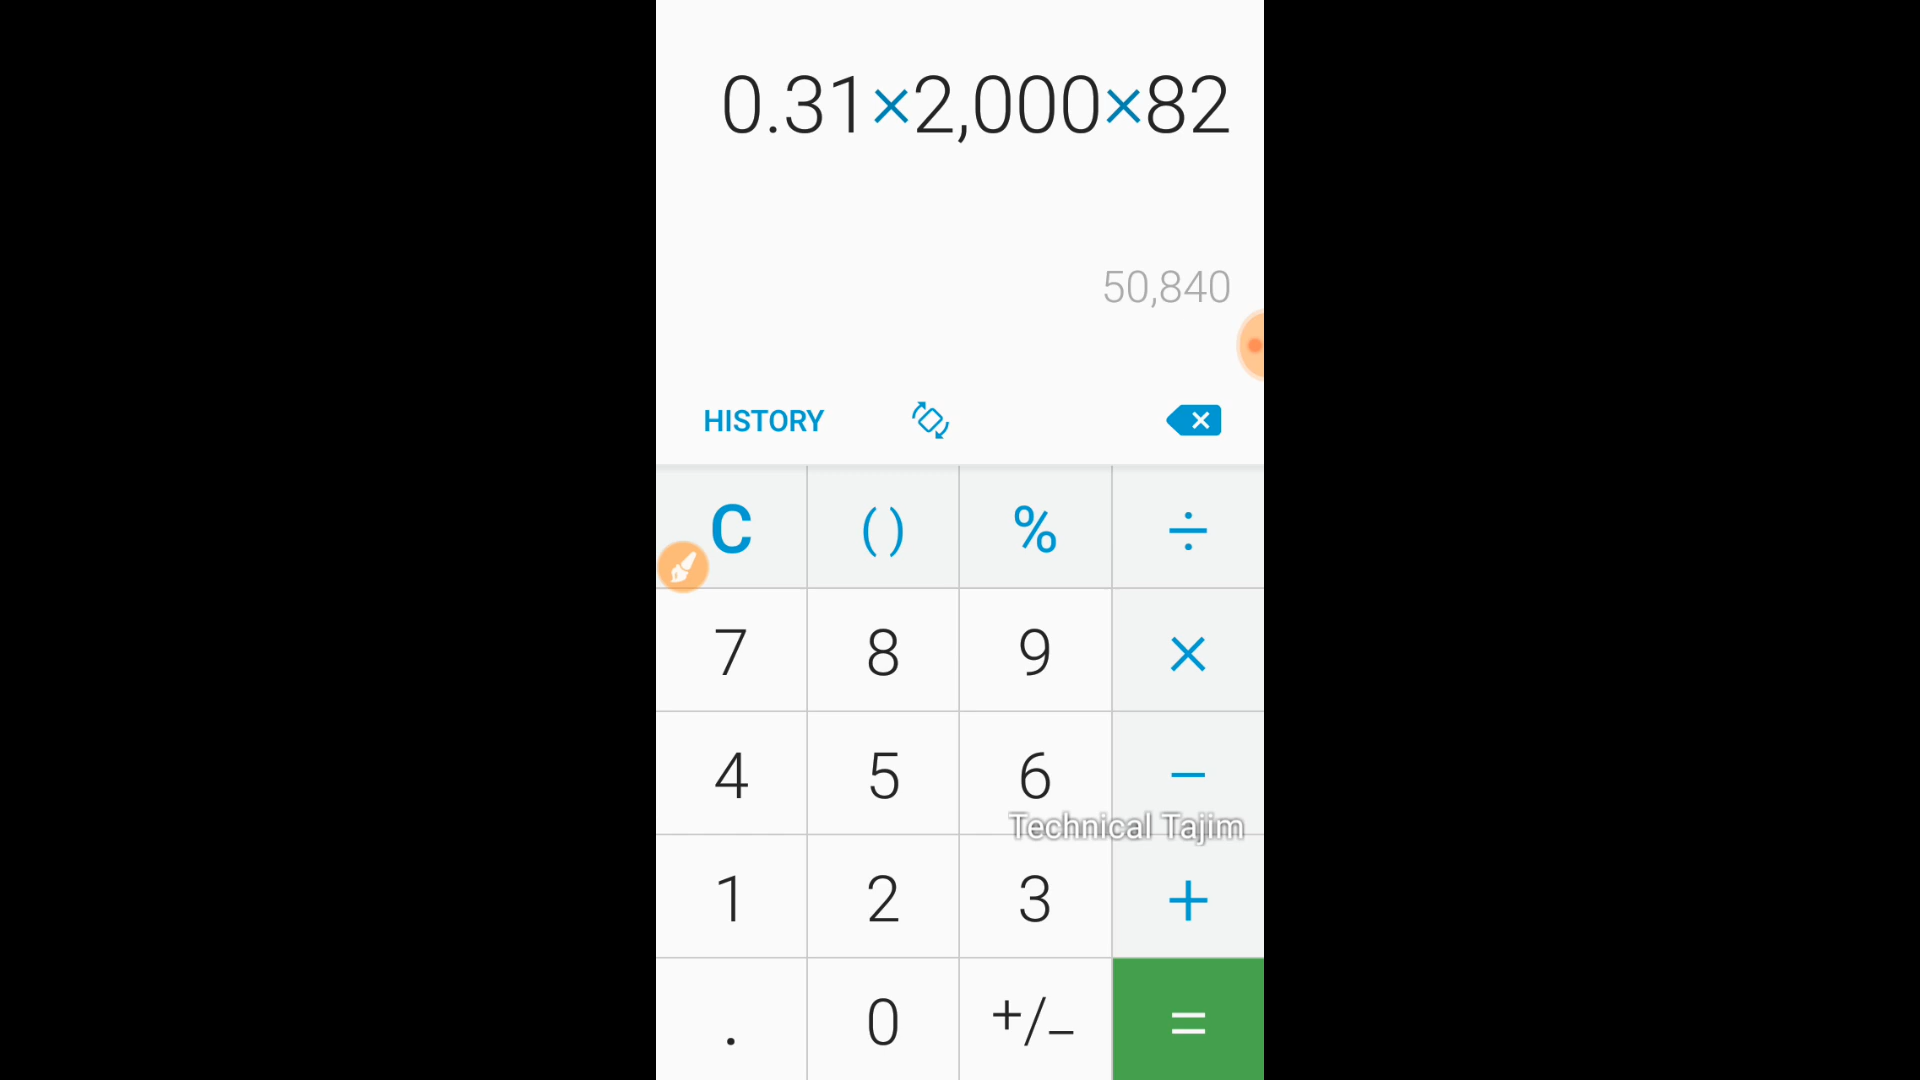 0.31×2,000×82
50,840
HISTORY
C ( ) % ÷
7 8 9 ×
4 5 6 −
Technical Tajim
1 2 3 +
. 0 +/− =